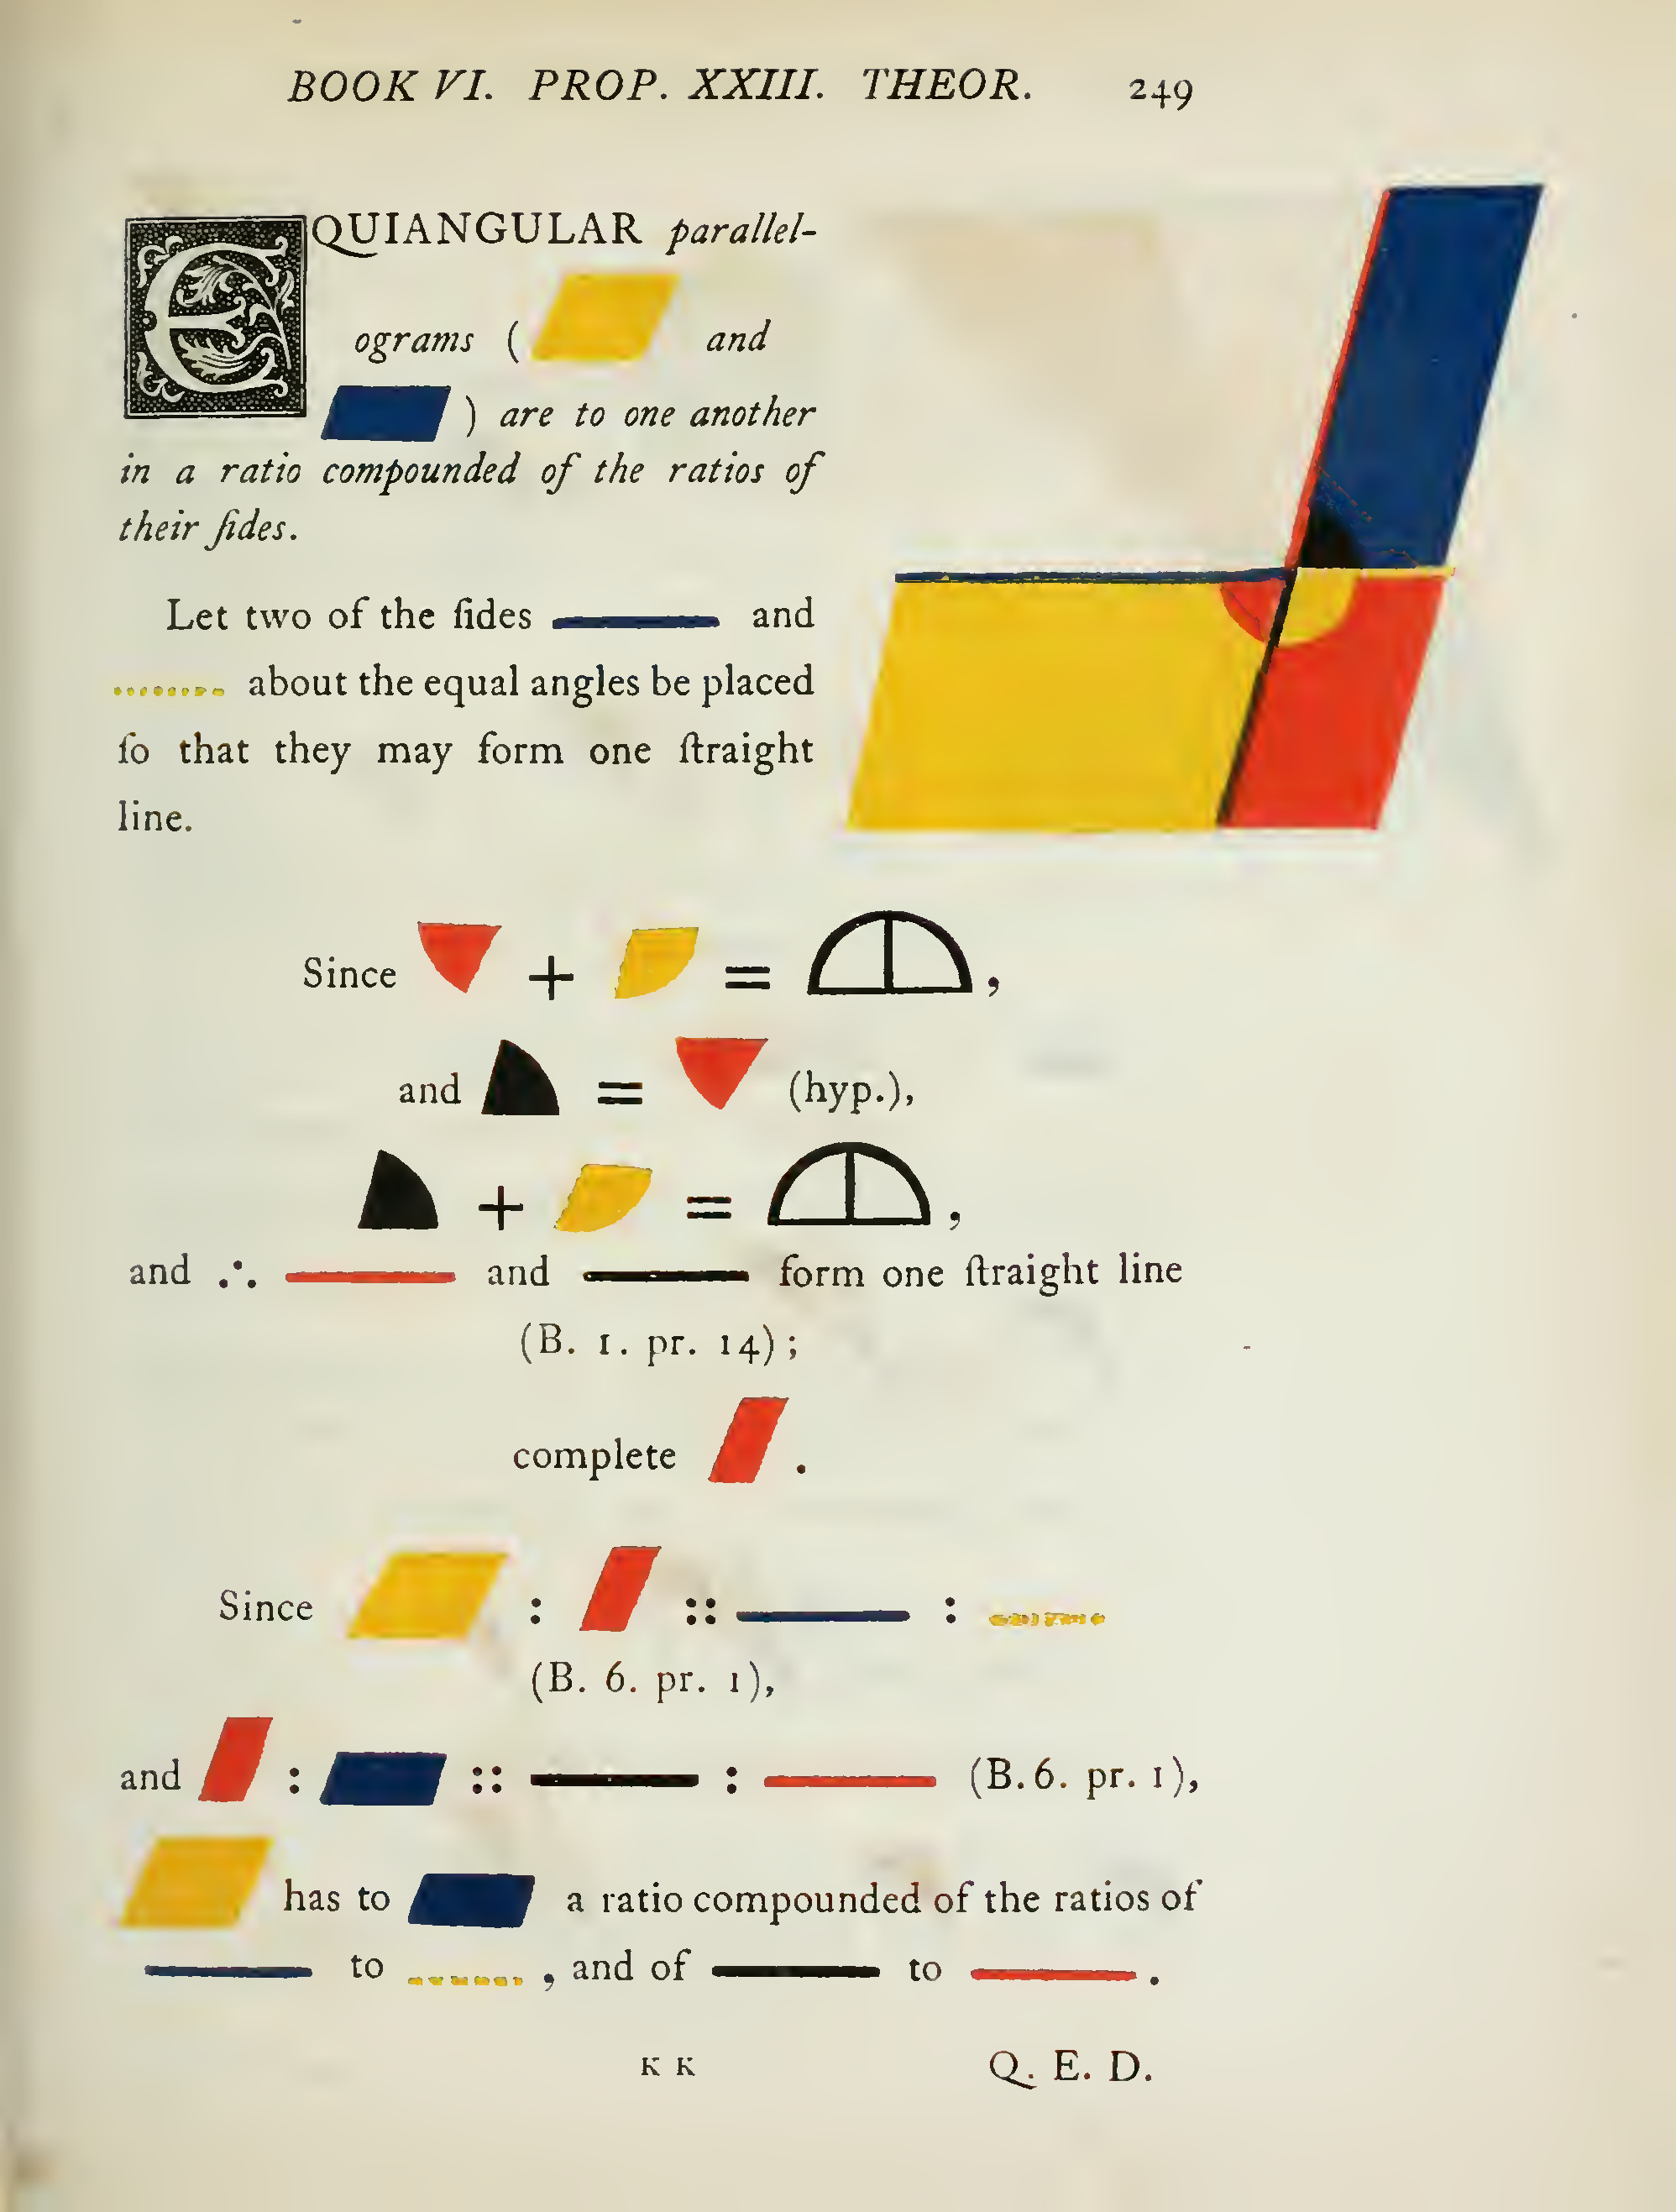 BOOK VI. PROP. XXIII. THEOR. 249
EQUIANGULAR parallel-
ograms ( and
) are to one another
in a ratio compounded of the ratios of
their ſides.
Let two of the ſides and
about the equal angles be placed
ſo that they may form one ſtraight
line.
Since + = ,
and = (hyp.),
+ = ,
and ∴ and form one ſtraight line
(B. 1. pr. 14) ;
complete .
Since : :: :
(B. 6. pr. 1),
and : :: : (B. 6. pr. 1),
has to a ratio compounded of the ratios of
to , and of to .
K K Q. E. D.